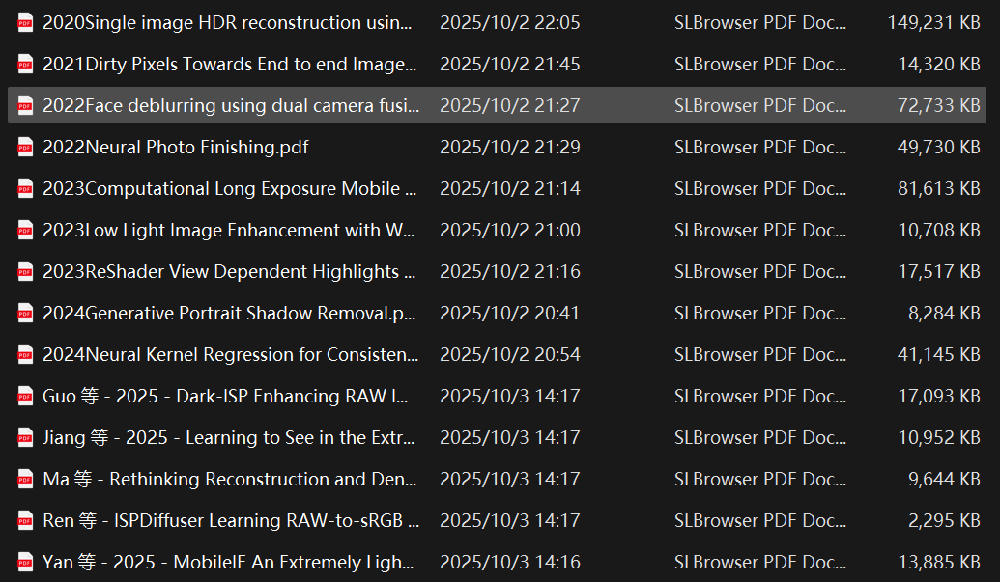 2020Single image HDR reconstruction usin... 2025/10/2 22:05 SLBrowser PDF Doc... 149,231 KB
2021Dirty Pixels Towards End to end Image... 2025/10/2 21:45 SLBrowser PDF Doc... 14,320 KB
2022Face deblurring using dual camera fusi... 2025/10/2 21:27 SLBrowser PDF Doc... 72,733 KB
2022Neural Photo Finishing.pdf 2025/10/2 21:29 SLBrowser PDF Doc... 49,730 KB
2023Computational Long Exposure Mobile ... 2025/10/2 21:14 SLBrowser PDF Doc... 81,613 KB
2023Low Light Image Enhancement with W... 2025/10/2 21:00 SLBrowser PDF Doc... 10,708 KB
2023ReShader View Dependent Highlights ... 2025/10/2 21:16 SLBrowser PDF Doc... 17,517 KB
2024Generative Portrait Shadow Removal.p... 2025/10/2 20:41 SLBrowser PDF Doc... 8,284 KB
2024Neural Kernel Regression for Consisten... 2025/10/2 20:54 SLBrowser PDF Doc... 41,145 KB
Guo 等 - 2025 - Dark-ISP Enhancing RAW I... 2025/10/3 14:17 SLBrowser PDF Doc... 17,093 KB
Jiang 等 - 2025 - Learning to See in the Extr... 2025/10/3 14:17 SLBrowser PDF Doc... 10,952 KB
Ma 等 - Rethinking Reconstruction and Den... 2025/10/3 14:17 SLBrowser PDF Doc... 9,644 KB
Ren 等 - ISPDiffuser Learning RAW-to-sRGB ... 2025/10/3 14:17 SLBrowser PDF Doc... 2,295 KB
Yan 等 - 2025 - MobileIE An Extremely Ligh... 2025/10/3 14:16 SLBrowser PDF Doc... 13,885 KB